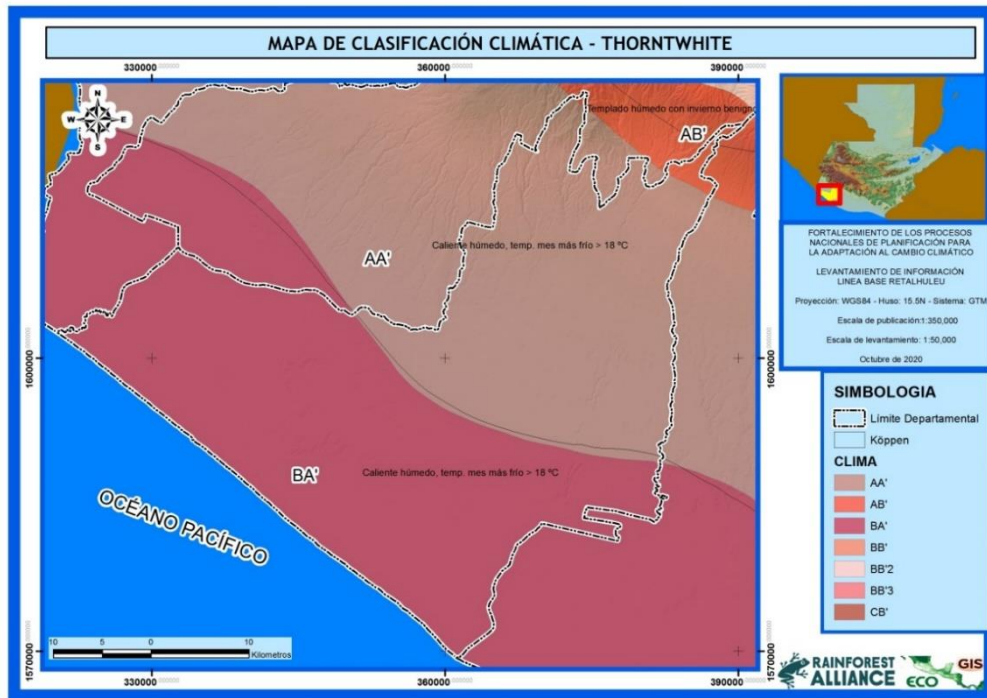 MAPA DE CLASIFICACIÓN CLIMÁTICA - THORNTWHITE
330000
360000
390000
N
W
E
S
Templado húmedo con invierno benigno
AB'
Caliente húmedo, temp. mes más frío > 18 ºC
AA'
1600000
1600000
BA'
Caliente húmedo, temp. mes más frío > 18 ºC
OCÉANO PACÍFICO
10
5
0
10
Kilometros
1570000
1570000
330000
360000
390000
FORTALECIMIENTO DE LOS PROCESOS
NACIONALES DE PLANIFICACIÓN PARA
LA ADAPTACIÓN AL CAMBIO CLIMÁTICO
LEVANTAMIENTO DE INFORMACIÓN
LINEA BASE RETALHULEU
Proyección: WGS84 - Huso: 15.5N - Sistema: GTM
Escala de publicación:1:350,000
Escala de levantamiento: 1:50,000
Octubre de 2020
SIMBOLOGIA
Límite Departamental
Köppen
CLIMA
AA'
AB'
BA'
BB'
BB'2
BB'3
CB'
RAINFOREST
ALLIANCE
ECO
GIS